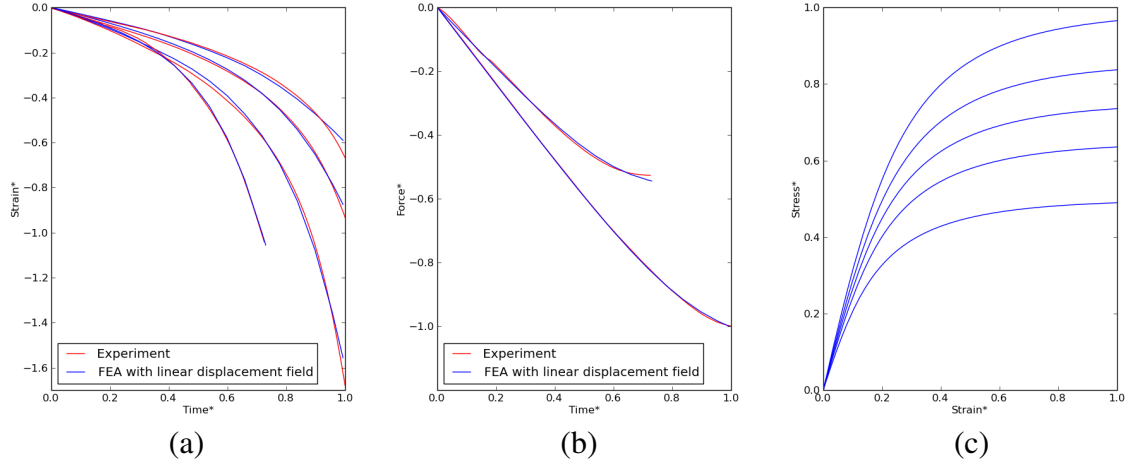 0.0
−0.2
−0.4
−0.6
−0.8
−1.0
−1.2
−1.4
−1.6
Strain*
0.0 0.2 0.4 0.6 0.8 1.0
Time*
Experiment
FEA with linear displacement field
(a)
0.0
−0.2
−0.4
−0.6
−0.8
−1.0
Force*
0.0 0.2 0.4 0.6 0.8 1.0
Time*
Experiment
FEA with linear displacement field
(b)
1.0
0.8
0.6
0.4
0.2
0.0
Stress*
0.0 0.2 0.4 0.6 0.8 1.0
Strain*
(c)